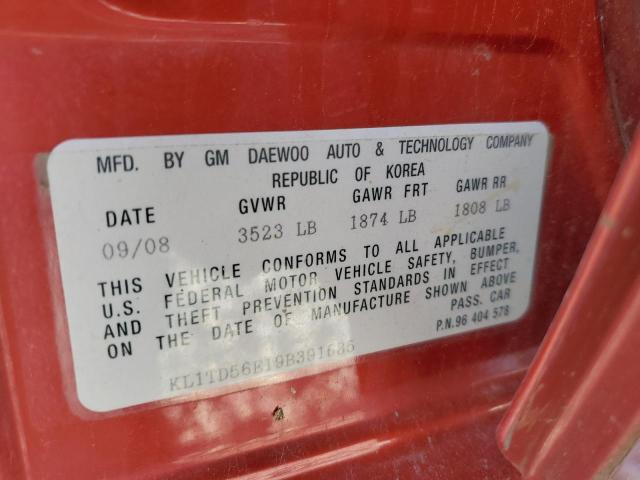 MFD. BY GM DAEWOO AUTO & TECHNOLOGY COMPANY
REPUBLIC OF KOREA
DATE GVWR GAWR FRT GAWR RR
09/08 3523 LB 1874 LB 1808 LB
THIS VEHICLE CONFORMS TO ALL APPLICABLE
U.S. FEDERAL MOTOR VEHICLE SAFETY, BUMPER,
AND THEFT PREVENTION STANDARDS IN EFFECT
ON THE DATE OF MANUFACTURE SHOWN ABOVE
PASS. CAR
P.N.96 404 578
KL1TD56E19B391636